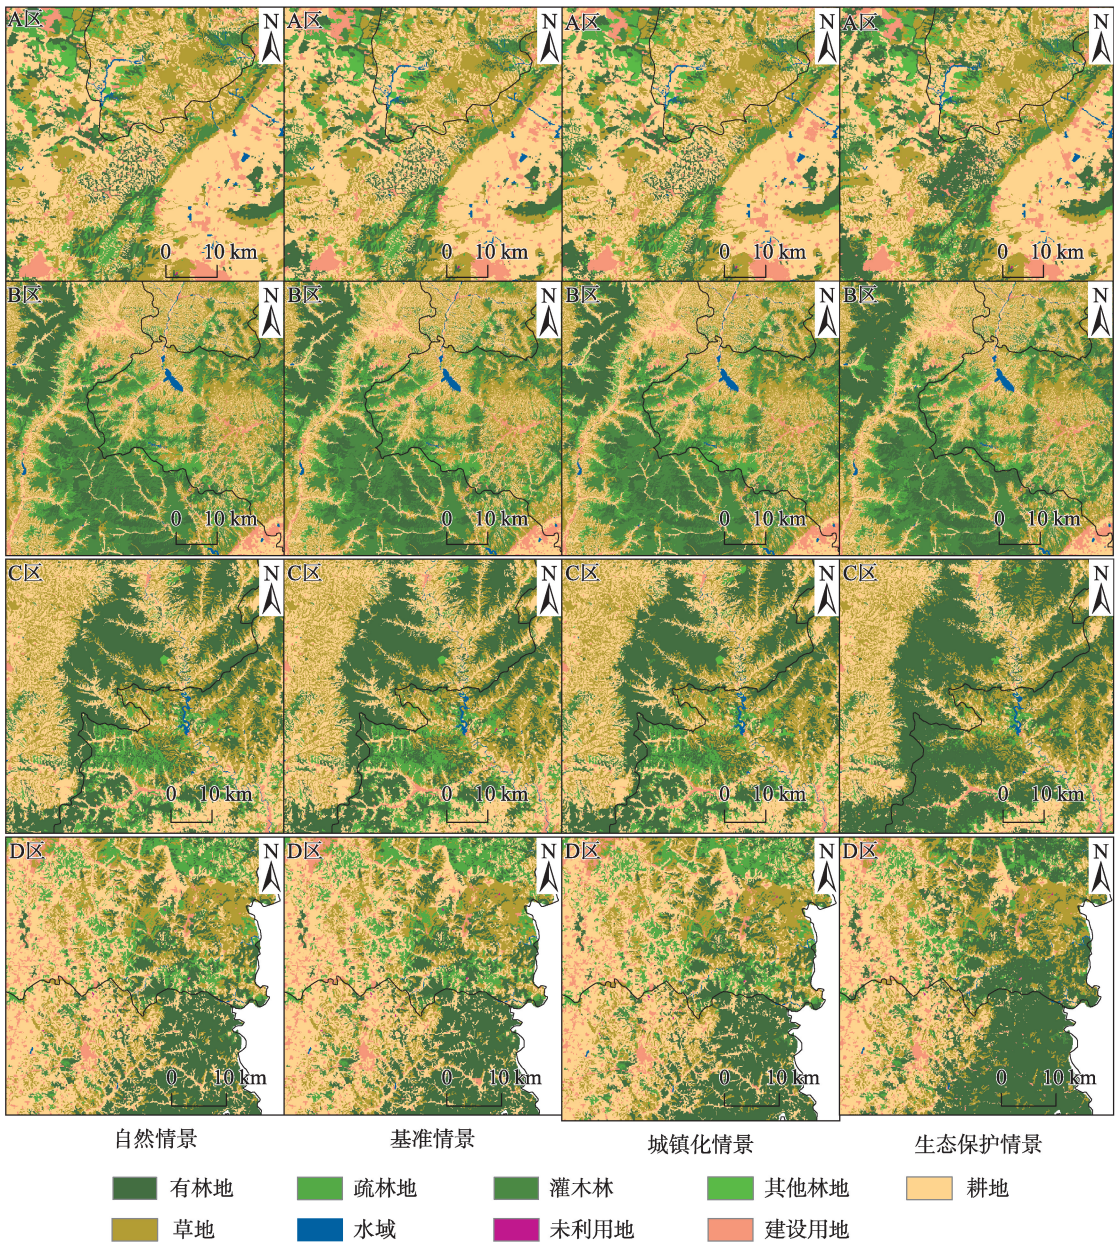 A区 N A区 N A区 N A区 N
0 10 km 0 10 km 0 10 km 0 10 km
B区 N B区 N B区 N B区 N
0 10 km 0 10 km 0 10 km 0 10 km
C区 N C区 N C区 N C区 N
0 10 km 0 10 km 0 10 km 0 10 km
D区 N D区 N D区 N D区 N
0 10 km 0 10 km 0 10 km 0 10 km
自然情景 基准情景 城镇化情景 生态保护情景
有林地 疏林地 灌木林 其他林地 耕地
草地 水域 未利用地 建设用地